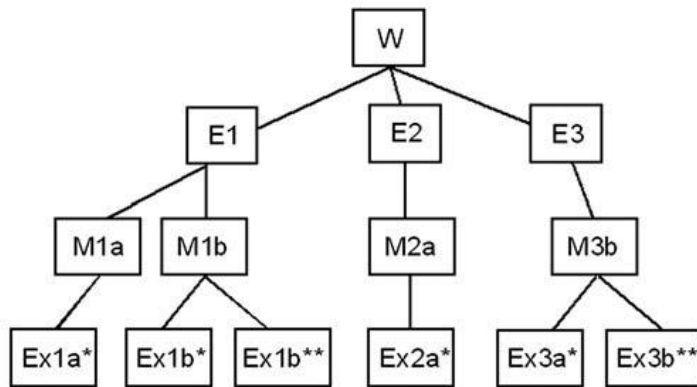 W
E1 E2 E3
M1a M1b M2a M3b
Ex1a* Ex1b* Ex1b** Ex2a* Ex3a* Ex3b**